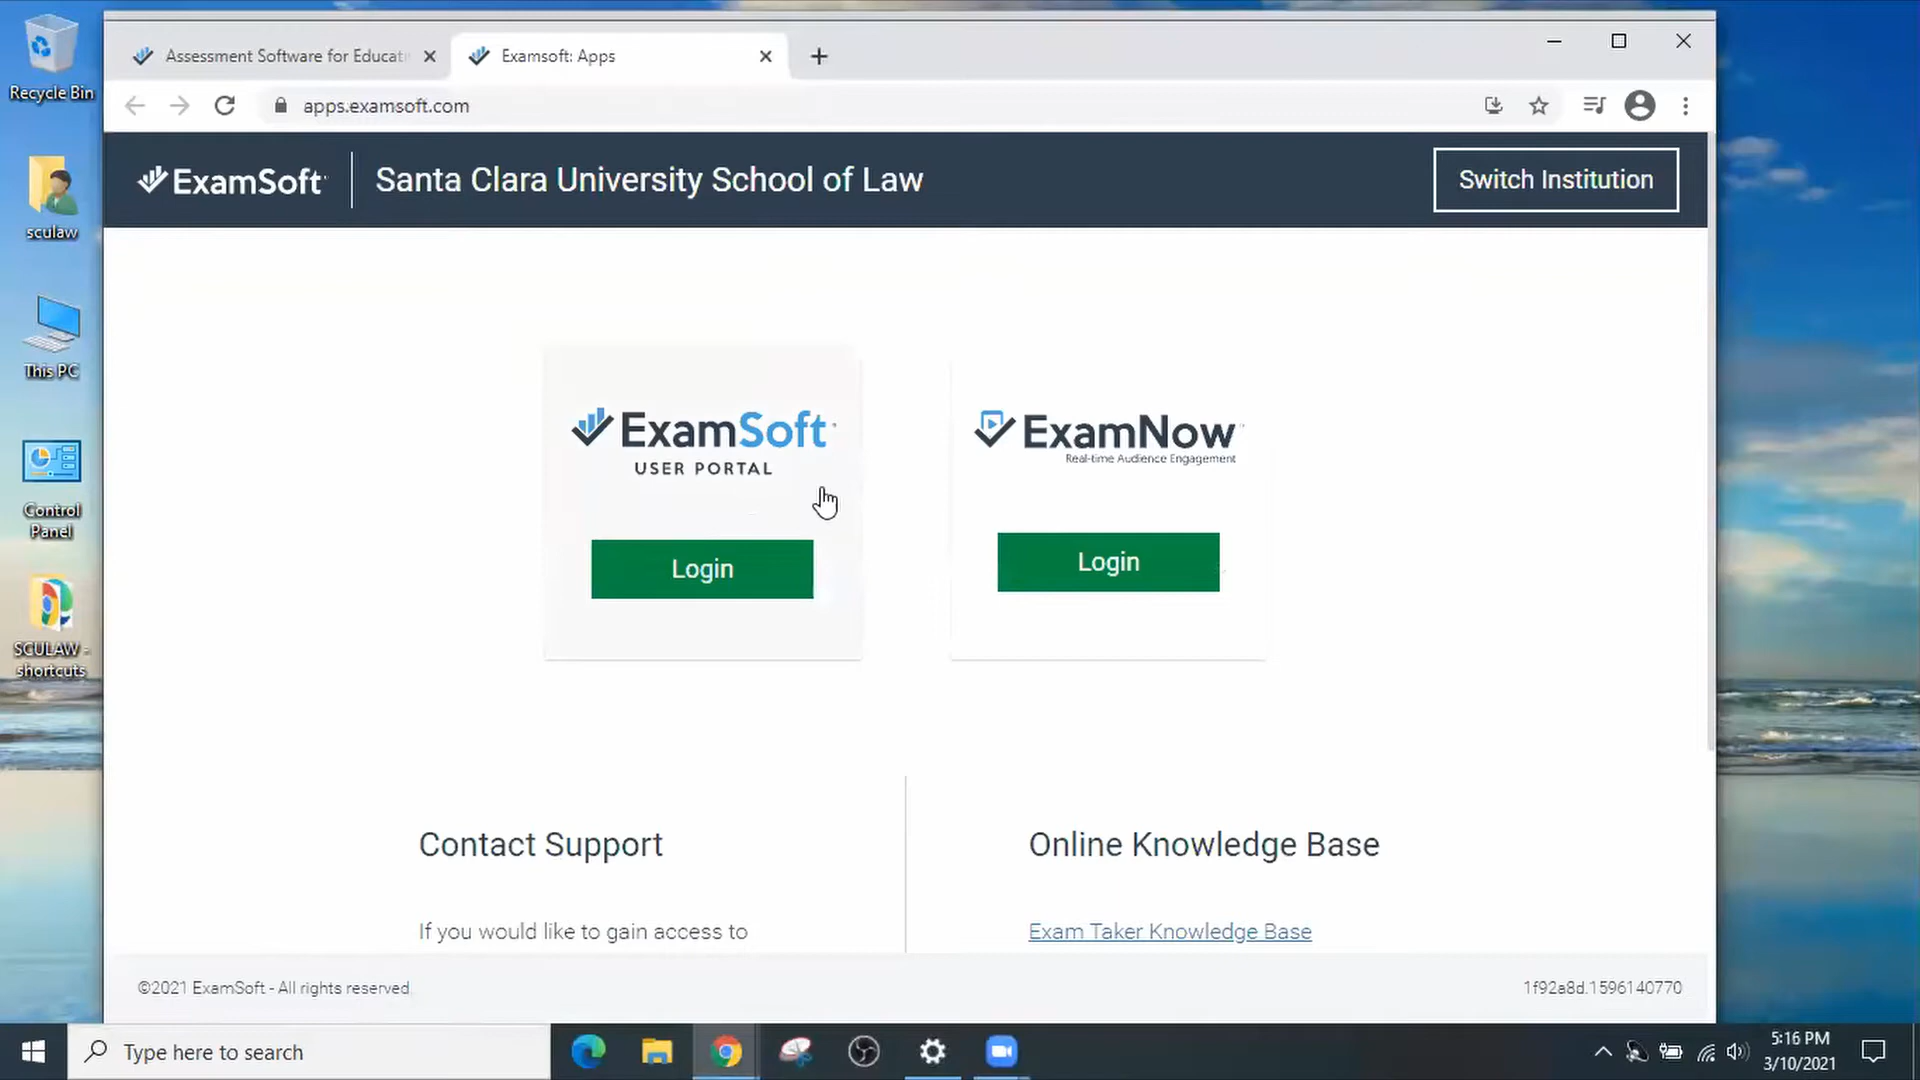 Recycle Bin
sculaw
This PC
Control
Panel
SCULAW -
shortcuts
Assessment Software for Educati
Examsoft: Apps
apps.examsoft.com
ExamSoft
Santa Clara University School of Law
Switch Institution
ExamSoft
USER PORTAL
Login
ExamNow
Real-time Audience Engagement
Login
Contact Support
If you would like to gain access to
Online Knowledge Base
Exam Taker Knowledge Base
©2021 ExamSoft - All rights reserved.
1f92a8d.1596140770
Type here to search
5:16 PM
3/10/2021